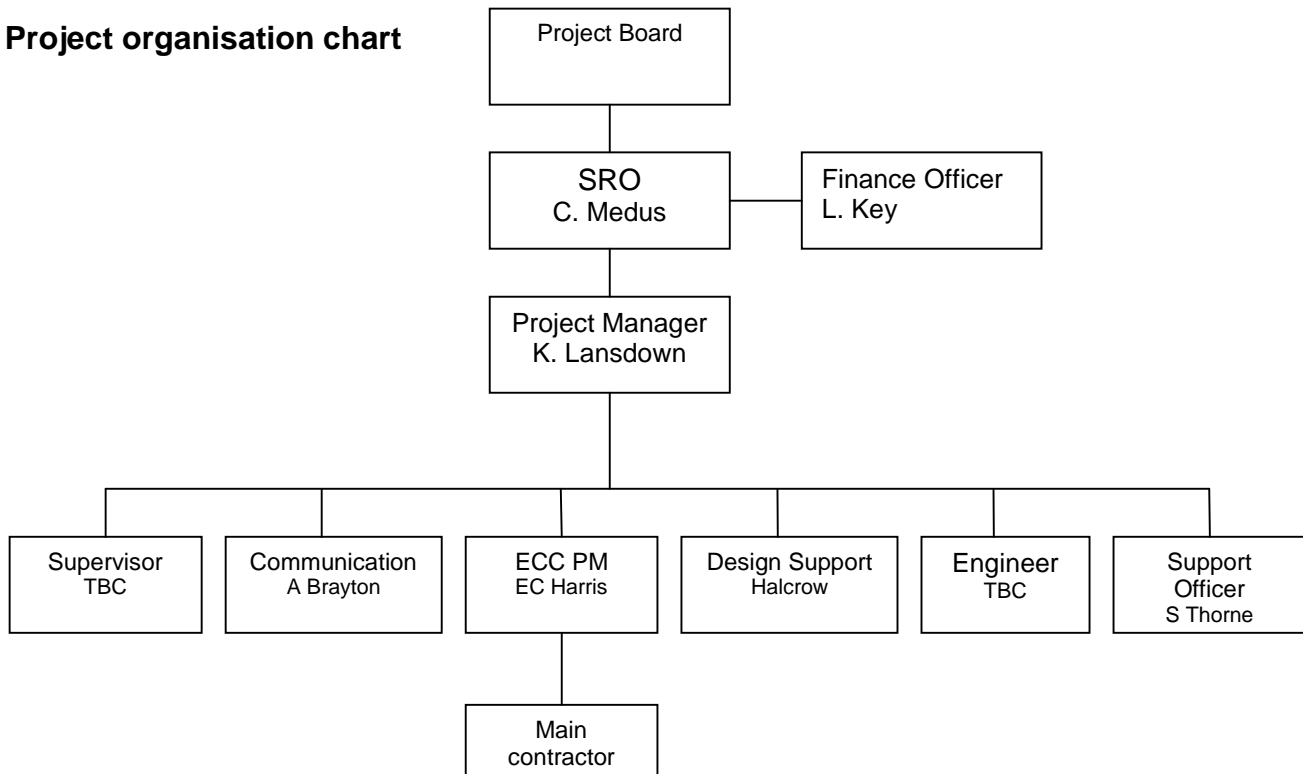 Project organisation chart
Project Board
SRO
C. Medus
Finance Officer
L. Key
Project Manager
K. Lansdown
Supervisor
TBC
Communication
A Brayton
ECC PM
EC Harris
Design Support
Halcrow
Engineer
TBC
Support
Officer
S Thorne
Main
contractor